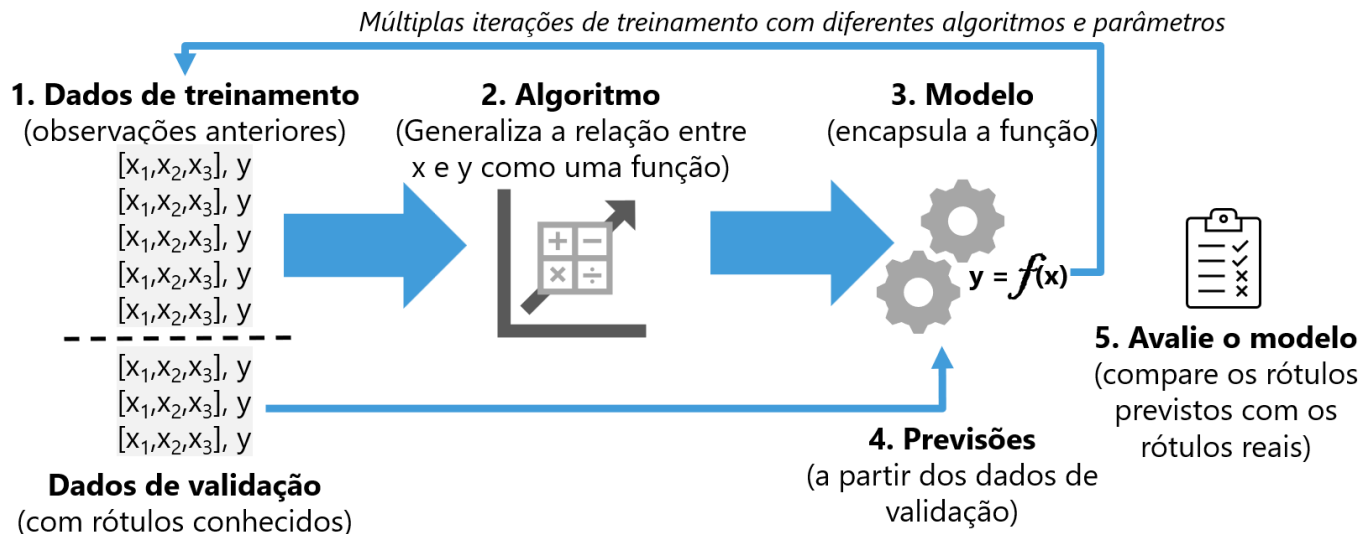 Múltiplas iterações de treinamento com diferentes algoritmos e parâmetros
1. Dados de treinamento
(observações anteriores)
[x₁,x₂,x₃], y
[x₁,x₂,x₃], y
[x₁,x₂,x₃], y
[x₁,x₂,x₃], y
[x₁,x₂,x₃], y
[x₁,x₂,x₃], y
[x₁,x₂,x₃], y
[x₁,x₂,x₃], y
Dados de validação
(com rótulos conhecidos)
2. Algoritmo
(Generaliza a relação entre
x e y como uma função)
+ −
× ÷
3. Modelo
(encapsula a função)
y = f(x)
4. Previsões
(a partir dos dados de
validação)
5. Avalie o modelo
(compare os rótulos
previstos com os
rótulos reais)